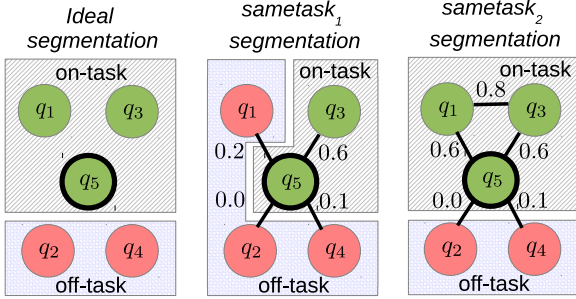 Ideal
segmentation
on-task
q1
q3
q5
q2
q4
off-task
sametask1
segmentation
on-task
q1
q3
0.2
0.6
q5
0.0
0.1
q2
q4
off-task
sametask2
segmentation
on-task
0.8
q1
q3
0.6
0.6
q5
0.0
0.1
q2
q4
off-task